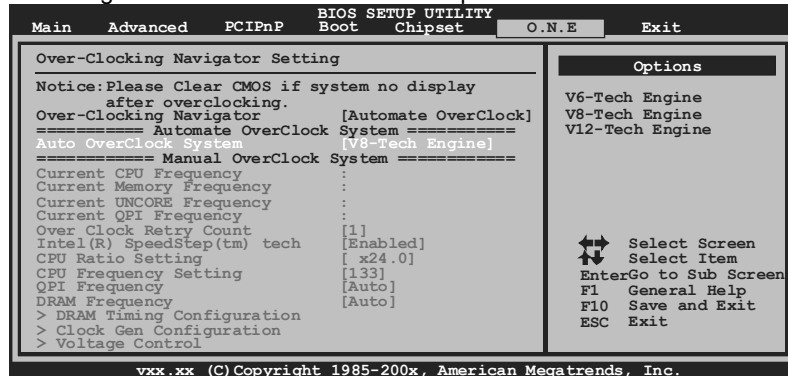 BIOS SETUP UTILITY
Main Advanced PCIPnP Boot Chipset O.N.E Exit
Over-Clocking Navigator Setting
Notice:Please Clear CMOS if system no display
after overclocking.
Over-Clocking Navigator [Automate OverClock]
=========== Automate OverClock System ===========
Auto OverClock System [V8-Tech Engine]
============ Manual OverClock System ============
Current CPU Frequency :
Current Memory Frequency :
Current UNCORE Frequency :
Current QPI Frequency :
Over Clock Retry Count [1]
Intel(R) SpeedStep(tm) tech [Enabled]
CPU Ratio Setting [ x24.0]
CPU Frequency Setting [133]
QPI Frequency [Auto]
DRAM Frequency [Auto]
> DRAM Timing Configuration
> Clock Gen Configuration
> Voltage Control
Options
V6-Tech Engine
V8-Tech Engine
V12-Tech Engine
Select Screen
Select Item
EnterGo to Sub Screen
F1 General Help
F10 Save and Exit
ESC Exit
vxx.xx (C)Copyright 1985-200x, American Megatrends, Inc.